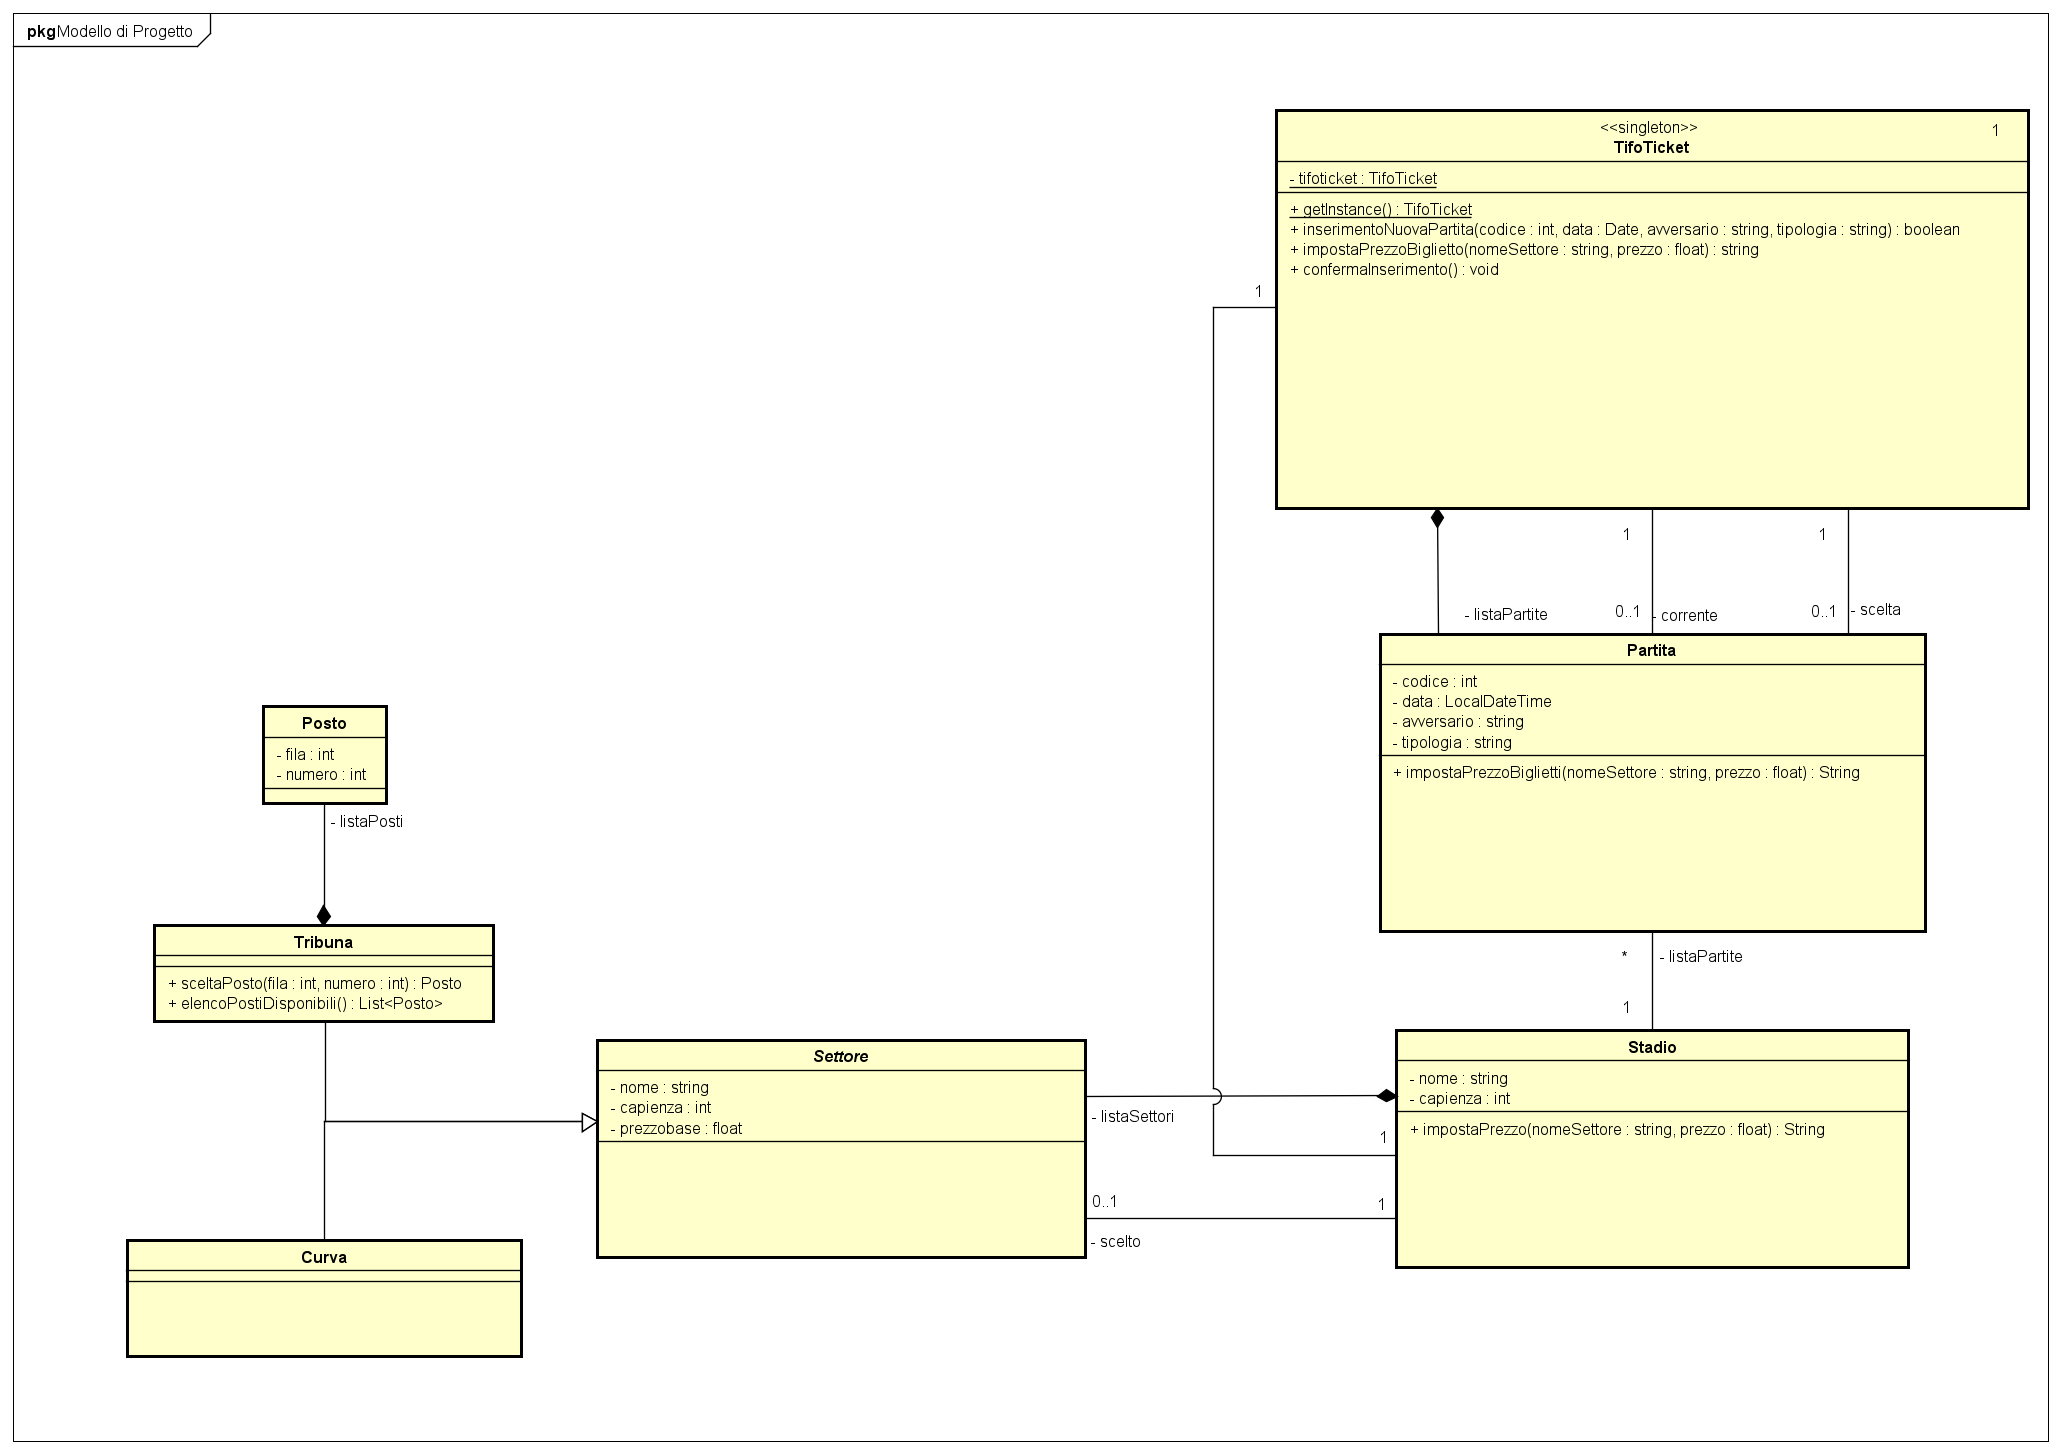 pkg Modello di Progetto
<<singleton>>
1
TifoTicket
- tifoticket : TifoTicket
+ getInstance() : TifoTicket
+ inserimentoNuovaPartita(codice : int, data : Date, avversario : string, tipologia : string) : boolean
+ impostaPrezzoBiglietto(nomeSettore : string, prezzo : float) : string
+ confermaInserimento() : void
1
1
1
- listaPartite
0..1
- corrente
0..1
- scelta
Partita
- codice : int
- data : LocalDateTime
- avversario : string
- tipologia : string
+ impostaPrezzoBiglietti(nomeSettore : string, prezzo : float) : String
Posto
- fila : int
- numero : int
- listaPosti
Tribuna
+ sceltaPosto(fila : int, numero : int) : Posto
+ elencoPostiDisponibili() : List<Posto>
*
- listaPartite
1
Settore
- nome : string
- capienza : int
- prezzobase : float
- listaSettori
1
0..1
1
- scelto
Stadio
- nome : string
- capienza : int
+ impostaPrezzo(nomeSettore : string, prezzo : float) : String
Curva